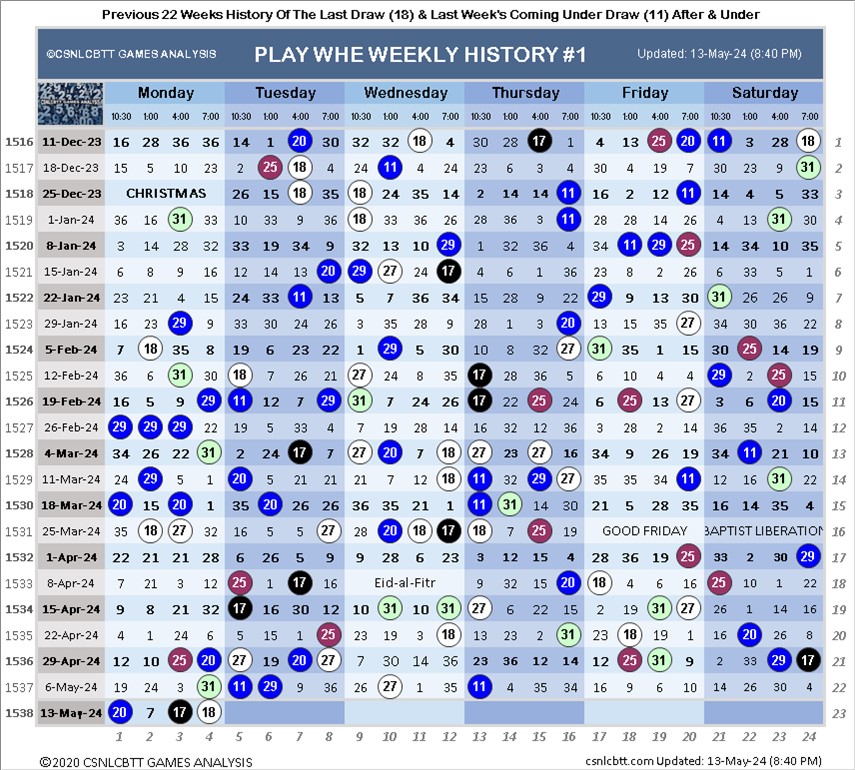 Previous 22 Weeks History Of The Last Draw (18) & Last Week's Coming Under Draw (11) After & Under
©CSNLCBTT GAMES ANALYSIS PLAY WHE WEEKLY HISTORY #1 Updated: 13-May-24 (8:40 PM)
Monday Tuesday Wednesday Thursday Friday Saturday
10:30 1:00 4:00 7:00 10:30 1:00 4:00 7:00 10:30 1:00 4:00 7:00 10:30 1:00 4:00 7:00 10:30 1:00 4:00 7:00 10:30 1:00 4:00 7:00
1516 11-Dec-23 16 28 36 36 14 1 20 30 32 32 18 4 30 28 17 1 4 13 25 20 11 3 28 18 1
1517 18-Dec-23 15 5 10 23 2 25 18 4 24 11 4 24 23 6 3 4 30 4 19 7 30 23 9 31 2
1518 25-Dec-23 CHRISTMAS 26 15 18 35 18 24 35 14 2 14 14 11 16 2 12 11 14 4 5 33 3
1519 1-Jan-24 36 16 31 4 36 19 9 36 18 33 36 26 28 36 3 11 28 28 14 26 5 23 31 30 4
1520 8-Jan-24 3 14 28 32 33 19 34 9 32 13 10 29 1 32 36 4 34 11 29 25 14 34 10 35 5
1521 15-Jan-24 6 8 9 16 12 14 13 20 29 27 24 17 4 6 1 36 23 8 2 26 6 33 5 1 6
1522 22-Jan-24 23 21 4 15 24 33 11 13 5 7 36 34 15 28 9 22 29 9 13 30 31 26 26 9 7
1523 29-Jan-24 16 23 29 9 33 30 24 26 3 35 28 9 28 1 3 20 13 15 35 27 34 30 36 22 8
1524 5-Feb-24 7 18 35 8 19 6 23 22 1 29 5 30 10 8 32 27 31 35 1 15 30 25 14 19 9
1525 12-Feb-24 36 6 31 30 18 7 26 21 27 24 8 35 17 28 36 5 6 10 4 4 29 2 25 15 10
1526 19-Feb-24 16 5 9 29 11 12 7 29 31 7 24 26 17 22 25 24 6 25 13 27 3 6 20 15 11
1527 26-Feb-24 29 29 29 22 19 5 33 4 7 19 28 14 16 7 36 12 3 28 2 14 36 35 2 14 12
1528 4-Mar-24 34 26 22 31 2 24 17 7 27 20 7 18 27 23 27 16 34 9 26 19 34 11 21 10 13
1529 11-Mar-24 24 29 5 1 20 5 21 21 21 7 7 18 11 15 29 27 35 35 34 11 12 24 31 22 14
1530 18-Mar-24 20 15 20 1 35 20 26 26 36 35 21 1 11 31 14 30 21 5 28 35 16 14 35 4 15
1531 25-Mar-24 35 18 27 32 16 5 5 27 28 20 18 17 18 7 25 19 GOOD FRIDAY BAPTIST LIBERATION 16
1532 1-Apr-24 22 21 21 28 6 26 5 9 9 28 6 23 3 12 15 4 28 36 19 25 33 2 30 29 17
1533 8-Apr-24 7 21 3 12 25 1 17 16 Eid-al-Fitr 9 32 15 20 18 4 6 16 25 10 1 22 18
1534 15-Apr-24 9 8 21 32 17 16 30 12 10 31 10 31 27 6 22 15 2 19 31 27 26 1 14 16 19
1535 22-Apr-24 4 1 24 6 5 15 1 25 23 19 3 18 13 23 2 31 23 18 19 1 22 20 26 8 20
1536 29-Apr-24 12 10 25 20 27 19 20 27 7 30 14 36 23 36 12 14 12 25 31 9 2 33 29 17 21
1537 6-May-24 19 24 3 31 11 29 9 36 26 27 1 35 11 4 35 34 16 9 6 10 14 26 30 4 22
1538 13-May-24 20 7 17 18 23
1 2 3 4 5 6 7 8 9 10 11 12 13 14 15 16 17 18 19 20 21 22 23 24
©2020 CSNLCBTT GAMES ANALYSIS csnlcbtt.com Updated: 13-May-24 (8:40 PM)